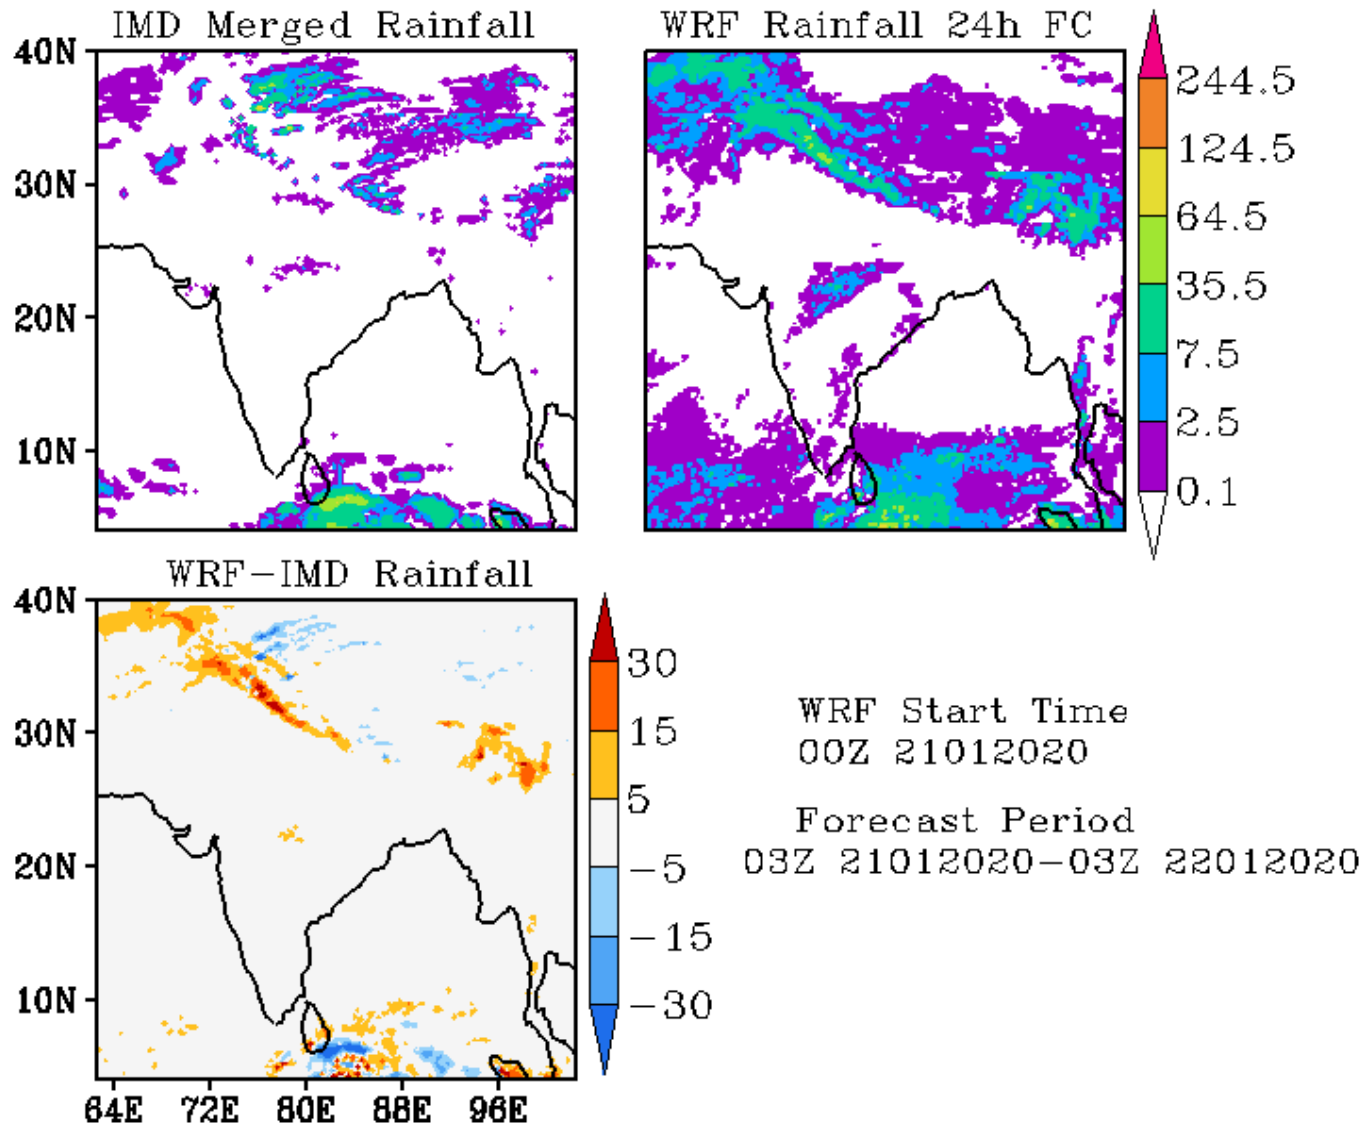 IMD Merged Rainfall
WRF Rainfall 24h FC
40N
30N
20N
10N
244.5
124.5
64.5
35.5
7.5
2.5
0.1
WRF-IMD Rainfall
40N
30N
20N
10N
64E 72E 80E 88E 96E
30
15
5
-5
-15
-30
WRF Start Time
00Z 21012020
Forecast Period
03Z 21012020-03Z 22012020